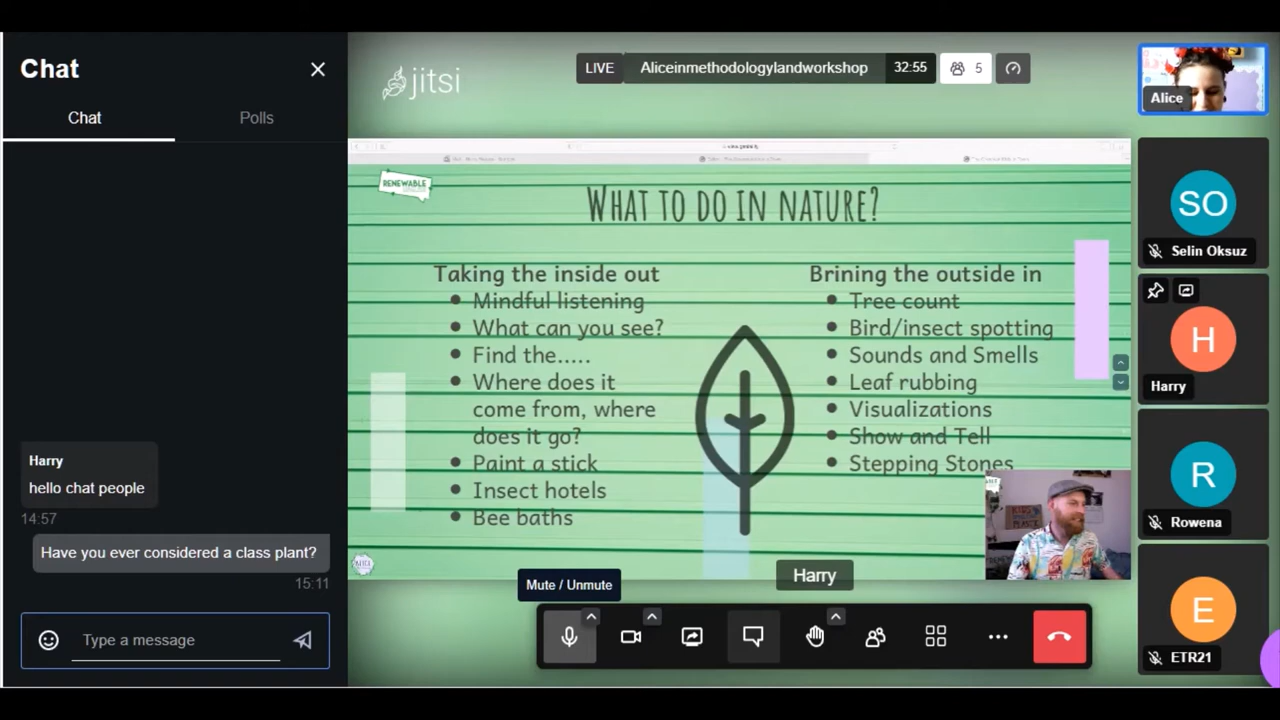 Chat
Chat
Polls
Harry
hello chat people
14:57
Have you ever considered a class plant?
15:11
Type a message
jitsi
LIVE
Aliceinmethodologylandworkshop
32:55
5
RENEWABLE
WHAT TO DO IN NATURE?
Taking the inside out
Mindful listening
What can you see?
Find the.....
Where does it
come from, where
does it go?
Paint a stick
Insect hotels
Bee baths
Brining the outside in
Tree count
Bird/insect spotting
Sounds and Smells
Leaf rubbing
Visualizations
Show and Tell
Stepping Stones
Harry
Mute / Unmute
Alice
SO
Selin Oksuz
H
Harry
R
Rowena
E
ETR21